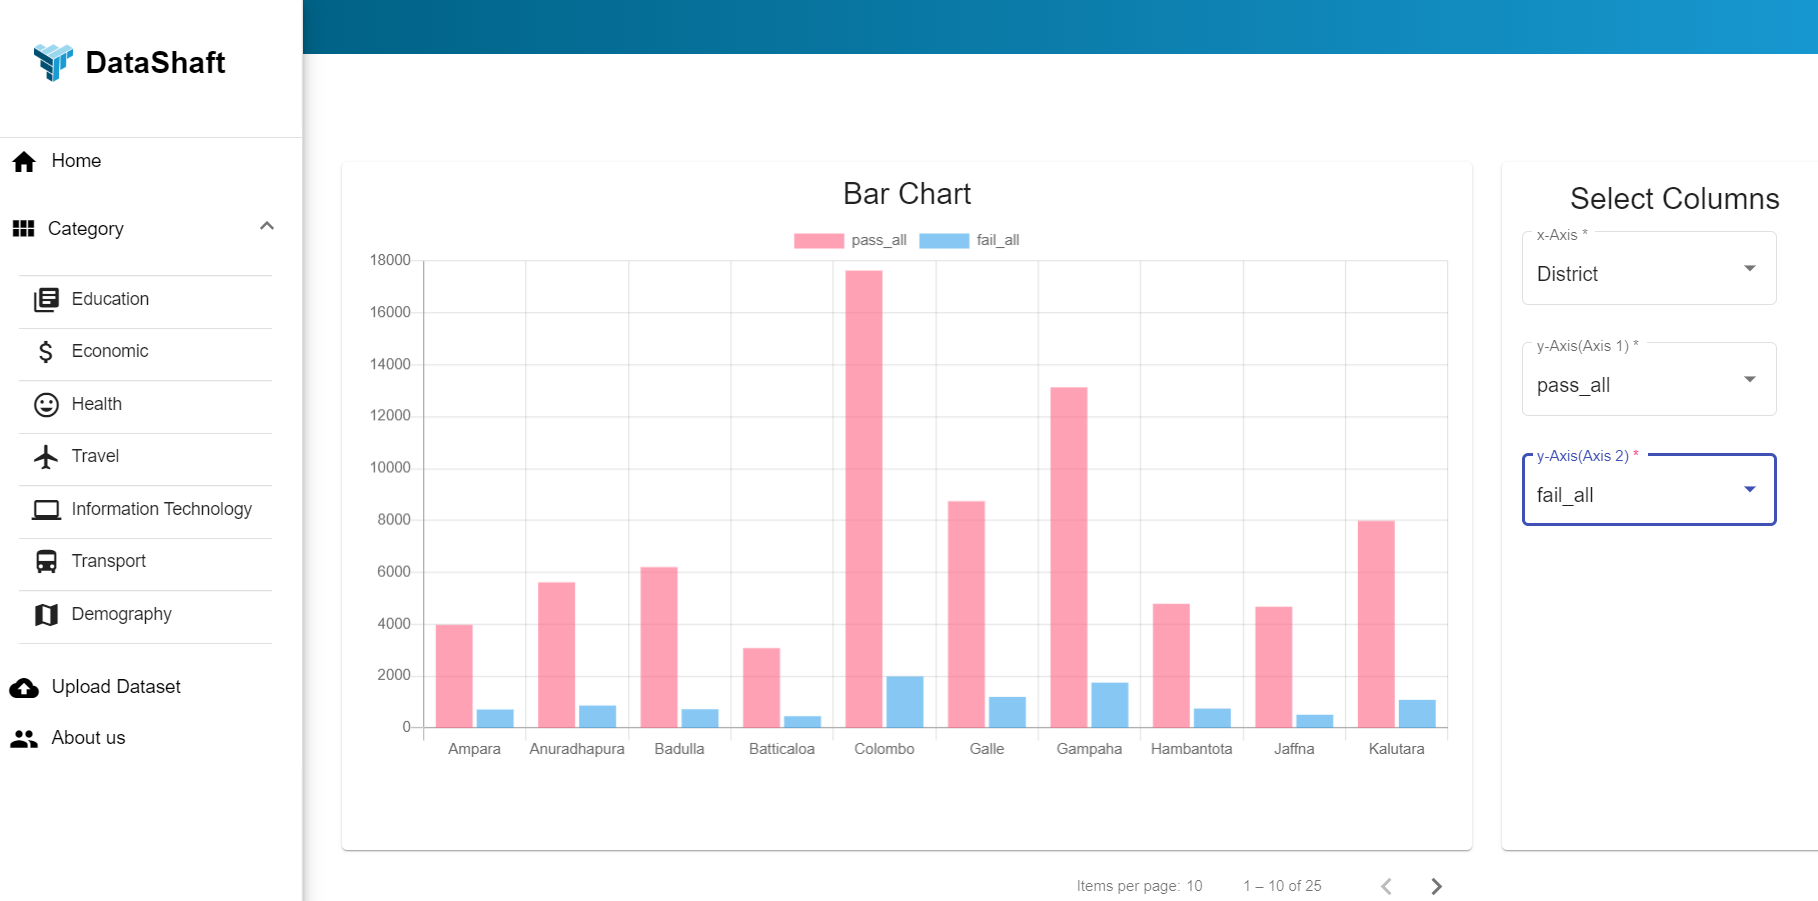 DataShaft
Home
Category
Education
Economic
Health
Travel
Information Technology
Transport
Demography
Upload Dataset
About us
Bar Chart
pass_all fail_all
18000
16000
14000
12000
10000
8000
6000
4000
2000
0
Ampara Anuradhapura Badulla Batticaloa Colombo Galle Gampaha Hambantota Jaffna Kalutara
Items per page: 10 1 – 10 of 25
Select Columns
x-Axis *
District
y-Axis(Axis 1) *
pass_all
y-Axis(Axis 2) *
fail_all